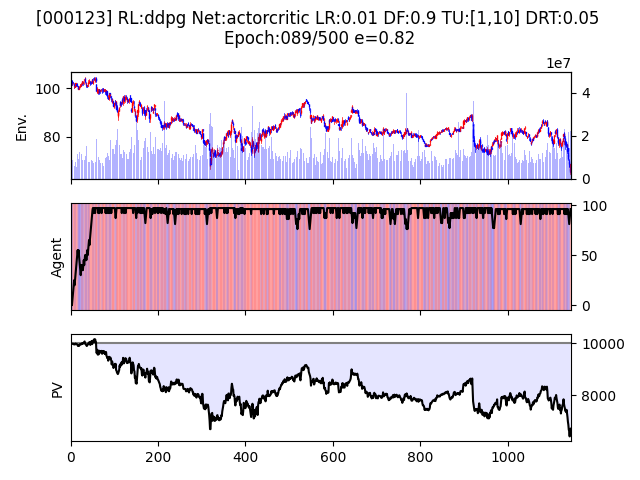 [000123] RL:ddpg Net:actorcritic LR:0.01 DF:0.9 TU:[1,10] DRT:0.05
Epoch:089/500 e=0.82
1e7
Env.
100
80
4
2
0
Agent
100
50
0
PV
10000
8000
0 200 400 600 800 1000